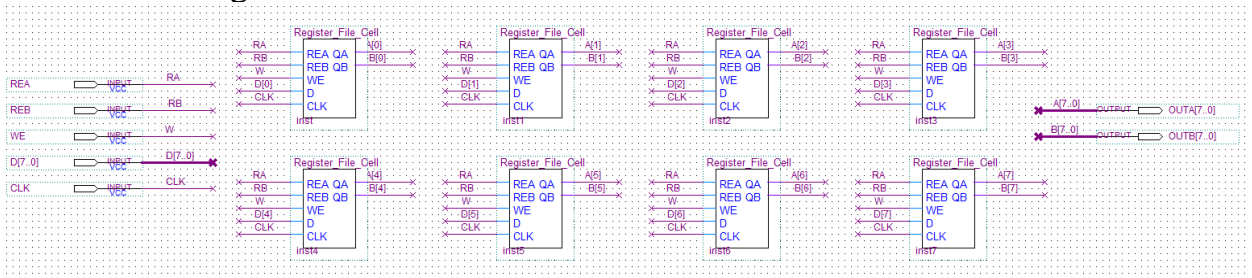 Register_File_Cell Register_File_Cell Register_File_Cell Register_File_Cell
RA REA QA A[0] RA REA QA A[1] RA REA QA A[2] RA REA QA A[3]
RB REB QB B[0] RB REB QB B[1] RB REB QB B[2] RB REB QB B[3]
W WE W WE W WE W WE
D[0] D D[1] D D[2] D D[3] D
CLK CLK CLK CLK CLK CLK CLK CLK
inst inst1 inst2 inst3
REA INPUT VCC RA
REB INPUT VCC RB
WE INPUT VCC W
D[7..0] INPUT VCC D[7..0]
CLK INPUT VCC CLK
A[7..0] OUTPUT OUTA[7..0]
B[7..0] OUTPUT OUTB[7..0]
Register_File_Cell Register_File_Cell Register_File_Cell Register_File_Cell
RA REA QA A[4] RA REA QA A[5] RA REA QA A[6] RA REA QA A[7]
RB REB QB B[4] RB REB QB B[5] RB REB QB B[6] RB REB QB B[7]
W WE W WE W WE W WE
D[4] D D[5] D D[6] D D[7] D
CLK CLK CLK CLK CLK CLK CLK CLK
inst4 inst5 inst6 inst7